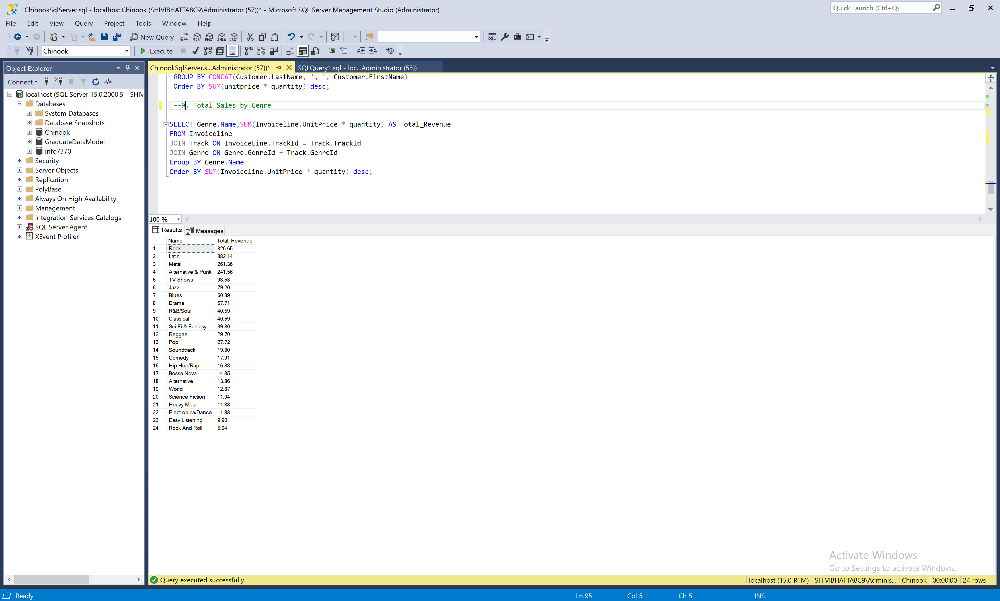 ChinookSqlServer.sql - localhost.Chinook (SHIVIBHATTA8C9\Administrator (57))* - Microsoft SQL Server Management Studio (Administrator)
Quick Launch (Ctrl+Q)
File Edit View Query Project Tools Window Help
New Query MDX DMX XMLA DAX
Chinook Execute
Object Explorer
ChinookSqlServer.s...Administrator (57))* SQLQuery1.sql - loc...Administrator (53))
Connect
localhost (SQL Server 15.0.2000.5 - SHIV
Databases
System Databases
Database Snapshots
Chinook
GraduateDataModel
info7370
Security
Server Objects
Replication
PolyBase
Always On High Availability
Management
Integration Services Catalogs
SQL Server Agent
XEvent Profiler
GROUP BY CONCAT(Customer.LastName, ', ', Customer.FirstName)
Order BY SUM(unitprice * quantity) desc;
--9. Total Sales by Genre
SELECT Genre.Name,SUM(Invoiceline.UnitPrice * quantity) AS Total_Revenue
FROM Invoiceline
JOIN Track ON InvoiceLine.TrackId = Track.TrackId
JOIN Genre ON Genre.GenreId = Track.GenreId
Group BY Genre.Name
Order BY SUM(Invoiceline.UnitPrice * quantity) desc;
100 %
Results Messages
Name Total_Revenue
1 Rock 826.65
2 Latin 382.14
3 Metal 261.36
4 Alternative & Punk 241.56
5 TV Shows 93.53
6 Jazz 79.20
7 Blues 60.39
8 Drama 57.71
9 R&B/Soul 40.59
10 Classical 40.59
11 Sci Fi & Fantasy 39.80
12 Reggae 29.70
13 Pop 27.72
14 Soundtrack 19.80
15 Comedy 17.91
16 Hip Hop/Rap 16.83
17 Bossa Nova 14.85
18 Alternative 13.86
19 World 12.87
20 Science Fiction 11.94
21 Heavy Metal 11.88
22 Electronica/Dance 11.88
23 Easy Listening 9.90
24 Rock And Roll 5.94
Activate Windows
Go to Settings to activate Windows.
Query executed successfully. localhost (15.0 RTM) SHIVIBHATTA8C9\Adminis... Chinook 00:00:00 24 rows
Ready Ln 95 Col 5 Ch 5 INS